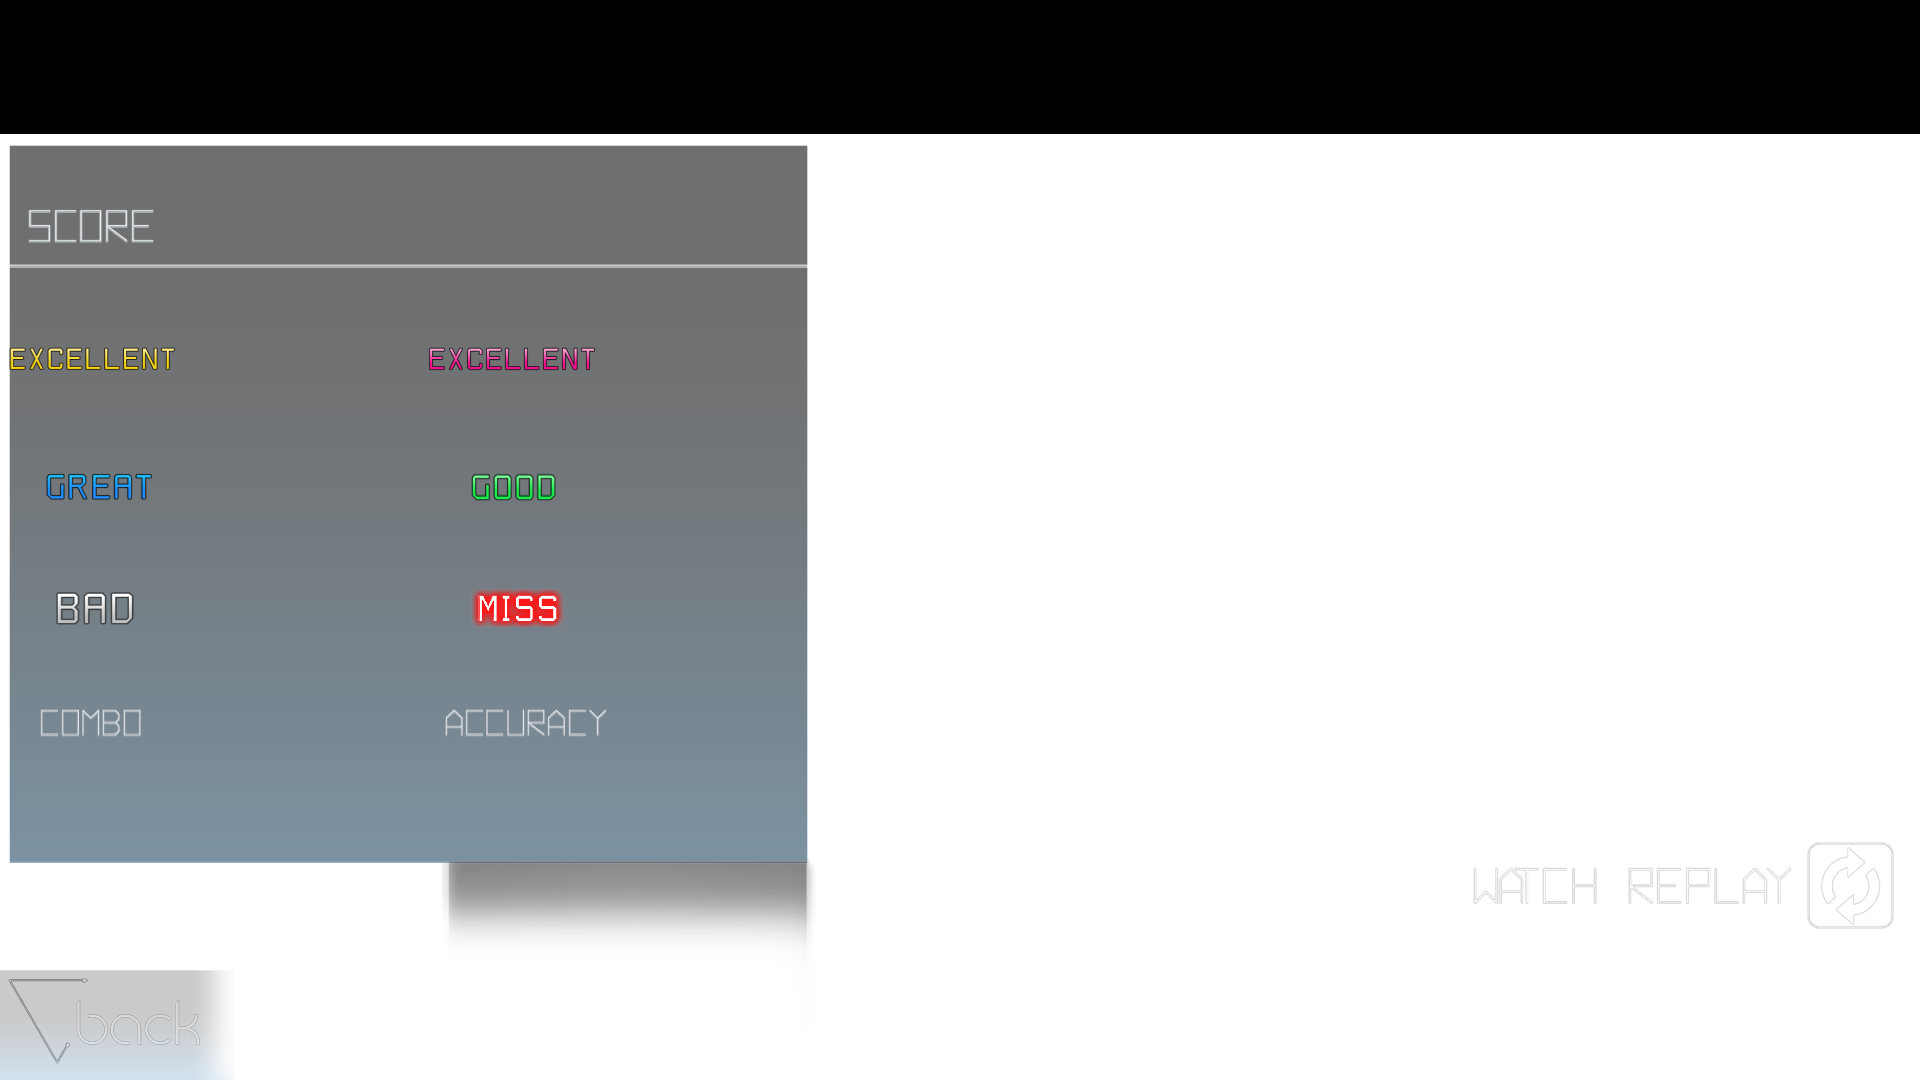 SCORE
EXCELLENT EXCELLENT
GREAT GOOD
BAD MISS
COMBO ACCURACY
WATCH REPLAY
back